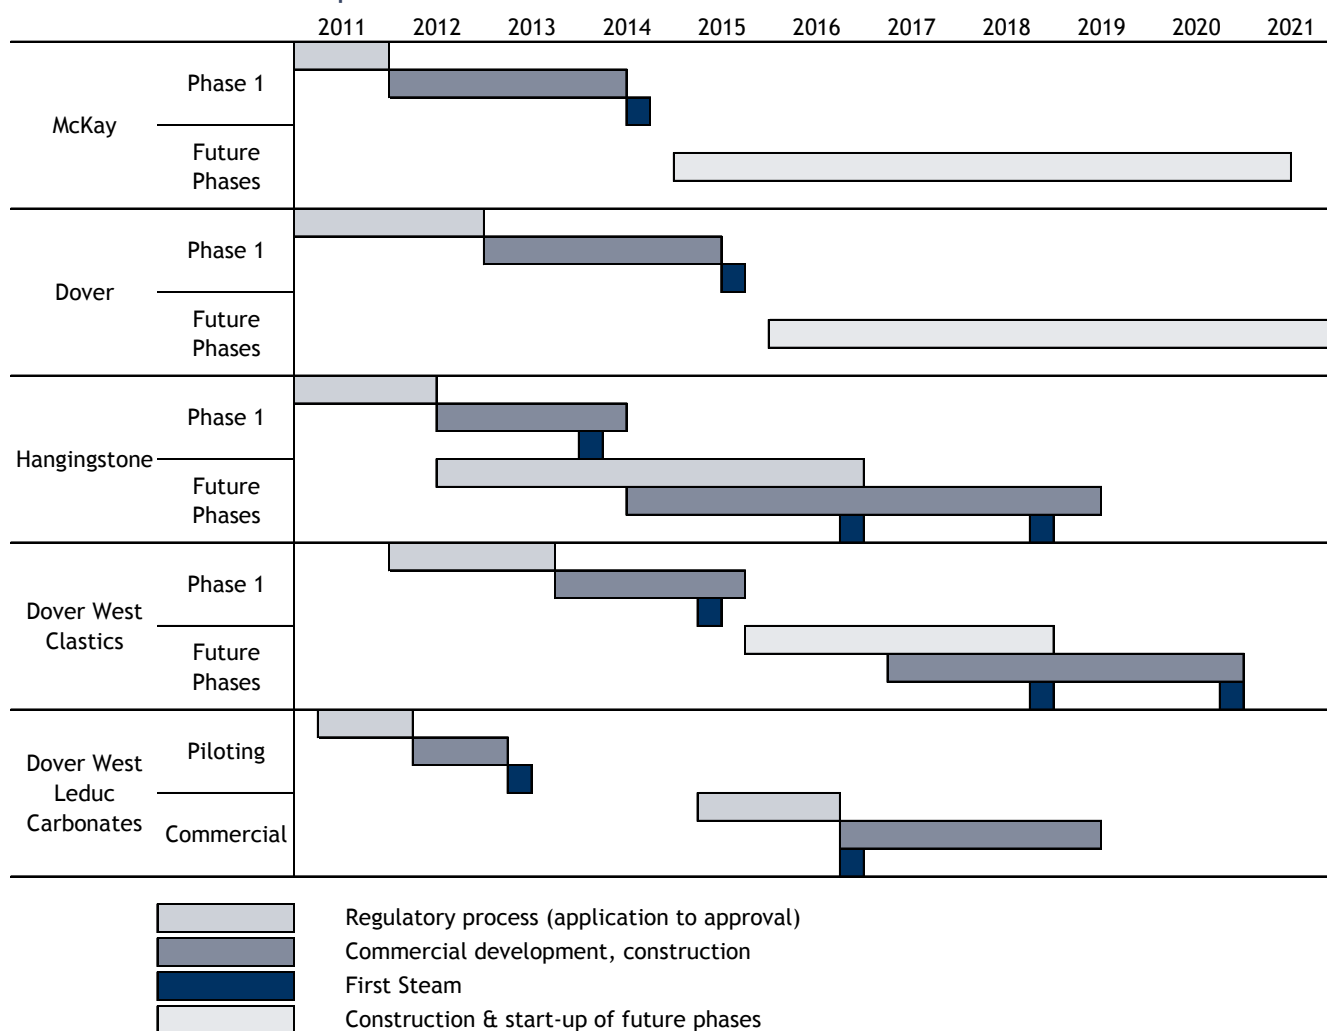 2011 2012 2013 2014 2015 2016 2017 2018 2019 2020 2021
McKay
Phase 1
Future
Phases
Dover
Phase 1
Future
Phases
Hangingstone
Phase 1
Future
Phases
Dover West
Clastics
Phase 1
Future
Phases
Dover West
Leduc
Carbonates
Piloting
Commercial
Regulatory process (application to approval)
Commercial development, construction
First Steam
Construction & start-up of future phases